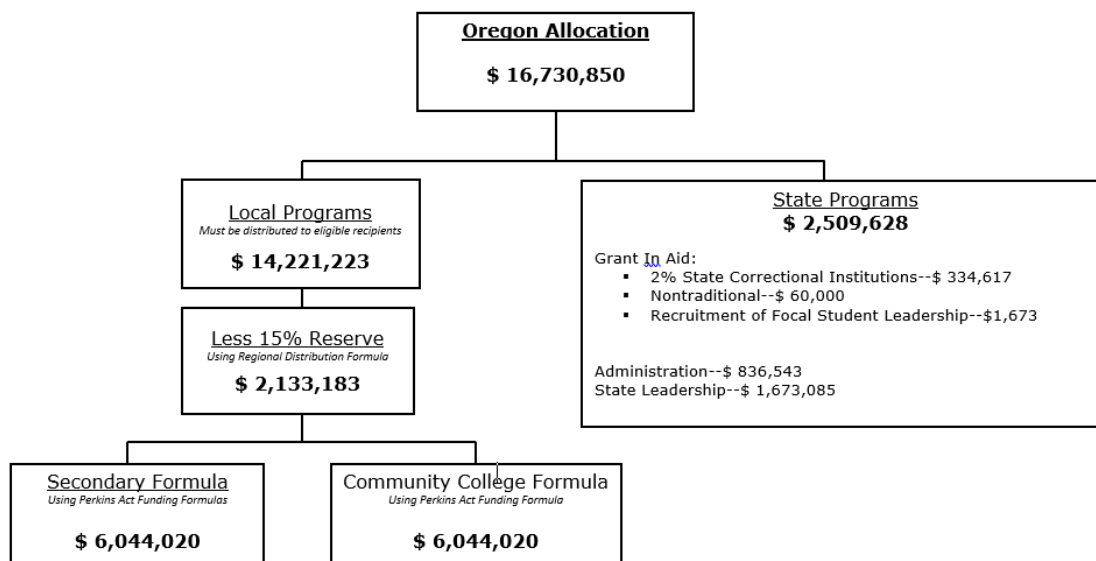 Oregon Allocation
$ 16,730,850
Local Programs
Must be distributed to eligible recipients
$ 14,221,223
State Programs
$ 2,509,628
Grant In Aid:
▪ 2% State Correctional Institutions--$ 334,617
▪ Nontraditional--$ 60,000
▪ Recruitment of Focal Student Leadership--$1,673
Administration--$ 836,543
State Leadership--$ 1,673,085
Less 15% Reserve
Using Regional Distribution Formula
$ 2,133,183
Secondary Formula
Using Perkins Act Funding Formulas
$ 6,044,020
Community College Formula
Using Perkins Act Funding Formula
$ 6,044,020